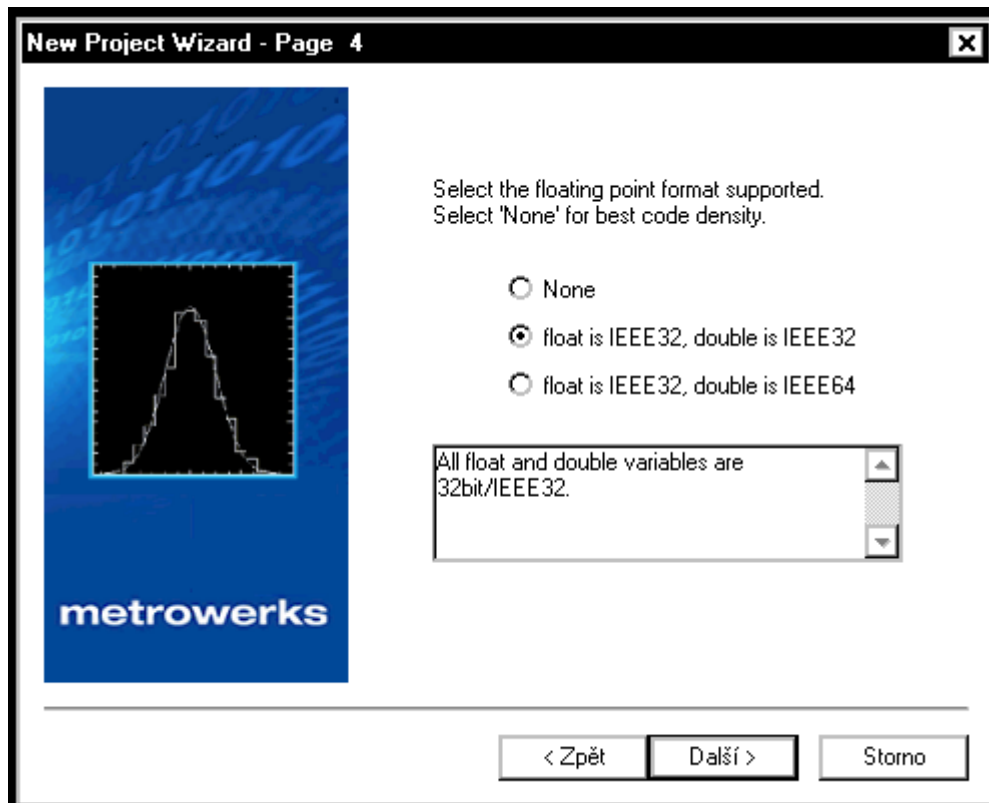 New Project Wizard - Page 4
Select the floating point format supported.
Select 'None' for best code density.
None
float is IEEE32, double is IEEE32
float is IEEE32, double is IEEE64
All float and double variables are
32bit/IEEE32.
metrowerks
< Zpět
Další >
Storno